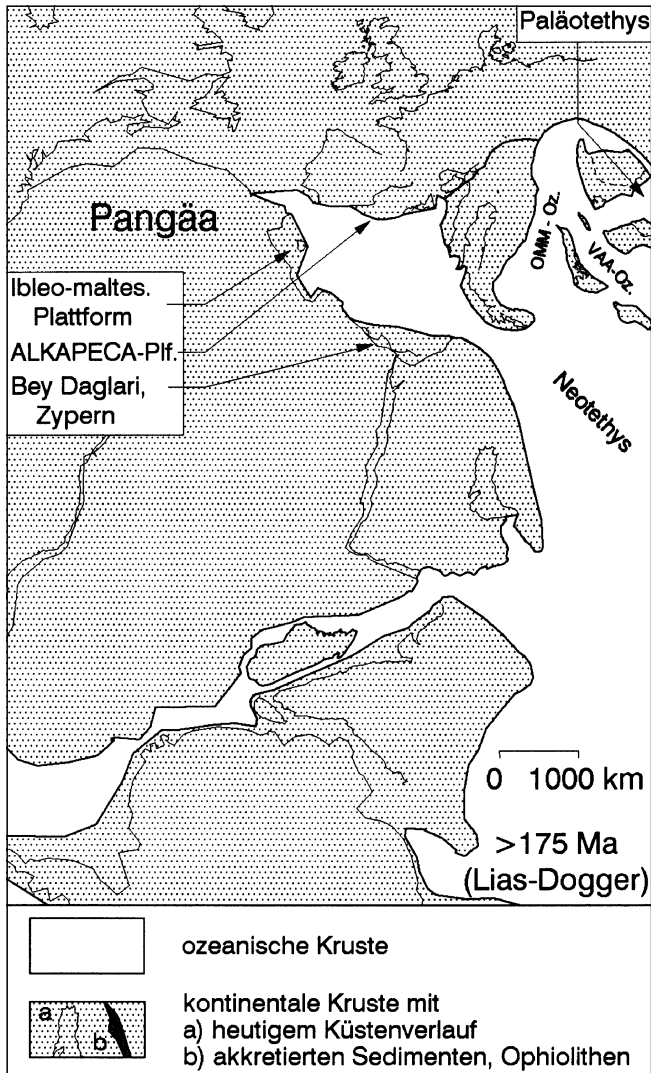 Paläotethys
Pangäa
OMM - Oz.
VAA-Oz.
Ibleo-maltes.
Plattform
ALKAPECA-Plf.
Bey Daglari,
Zypern
Neotethys
0 1000 km
>175 Ma
(Lias-Dogger)
ozeanische Kruste
a
b
kontinentale Kruste mit
a) heutigem Küstenverlauf
b) akkretierten Sedimenten, Ophiolithen